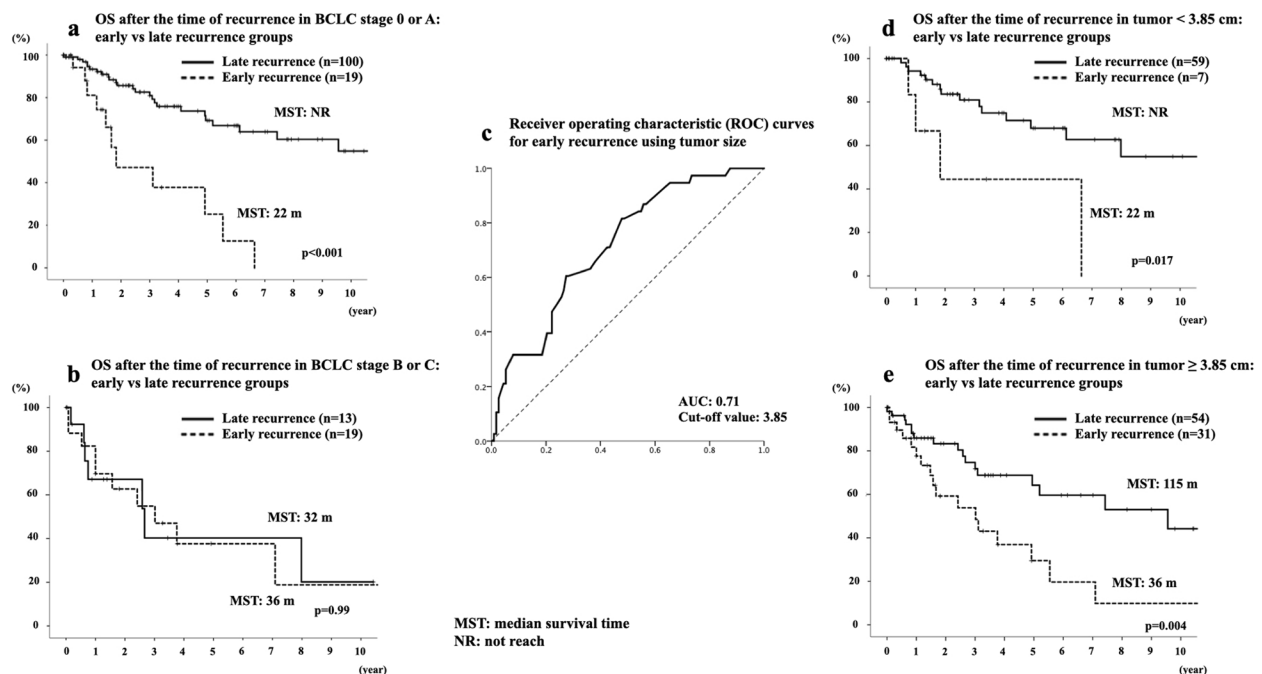 a
OS after the time of recurrence in BCLC stage 0 or A:
early vs late recurrence groups
(%)
100
80
60
40
20
0
Late recurrence (n=100)
Early recurrence (n=19)
MST: NR
MST: 22 m
p<0.001
0 1 2 3 4 5 6 7 8 9 10
(year)
b
OS after the time of recurrence in BCLC stage B or C:
early vs late recurrence groups
(%)
100
80
60
40
20
0
Late recurrence (n=13)
Early recurrence (n=19)
MST: 32 m
MST: 36 m
p=0.99
0 1 2 3 4 5 6 7 8 9 10
(year)
c
Receiver operating characteristic (ROC) curves
for early recurrence using tumor size
1.0
0.8
0.6
0.4
0.2
0.0
AUC: 0.71
Cut-off value: 3.85
0.0 0.2 0.4 0.6 0.8 1.0
MST: median survival time
NR: not reach
d
OS after the time of recurrence in tumor < 3.85 cm:
early vs late recurrence groups
(%)
100
80
60
40
20
0
Late recurrence (n=59)
Early recurrence (n=7)
MST: NR
MST: 22 m
p=0.017
0 1 2 3 4 5 6 7 8 9 10
(year)
e
OS after the time of recurrence in tumor ≥ 3.85 cm:
early vs late recurrence groups
(%)
100
80
60
40
20
0
Late recurrence (n=54)
Early recurrence (n=31)
MST: 115 m
MST: 36 m
p=0.004
0 1 2 3 4 5 6 7 8 9 10
(year)